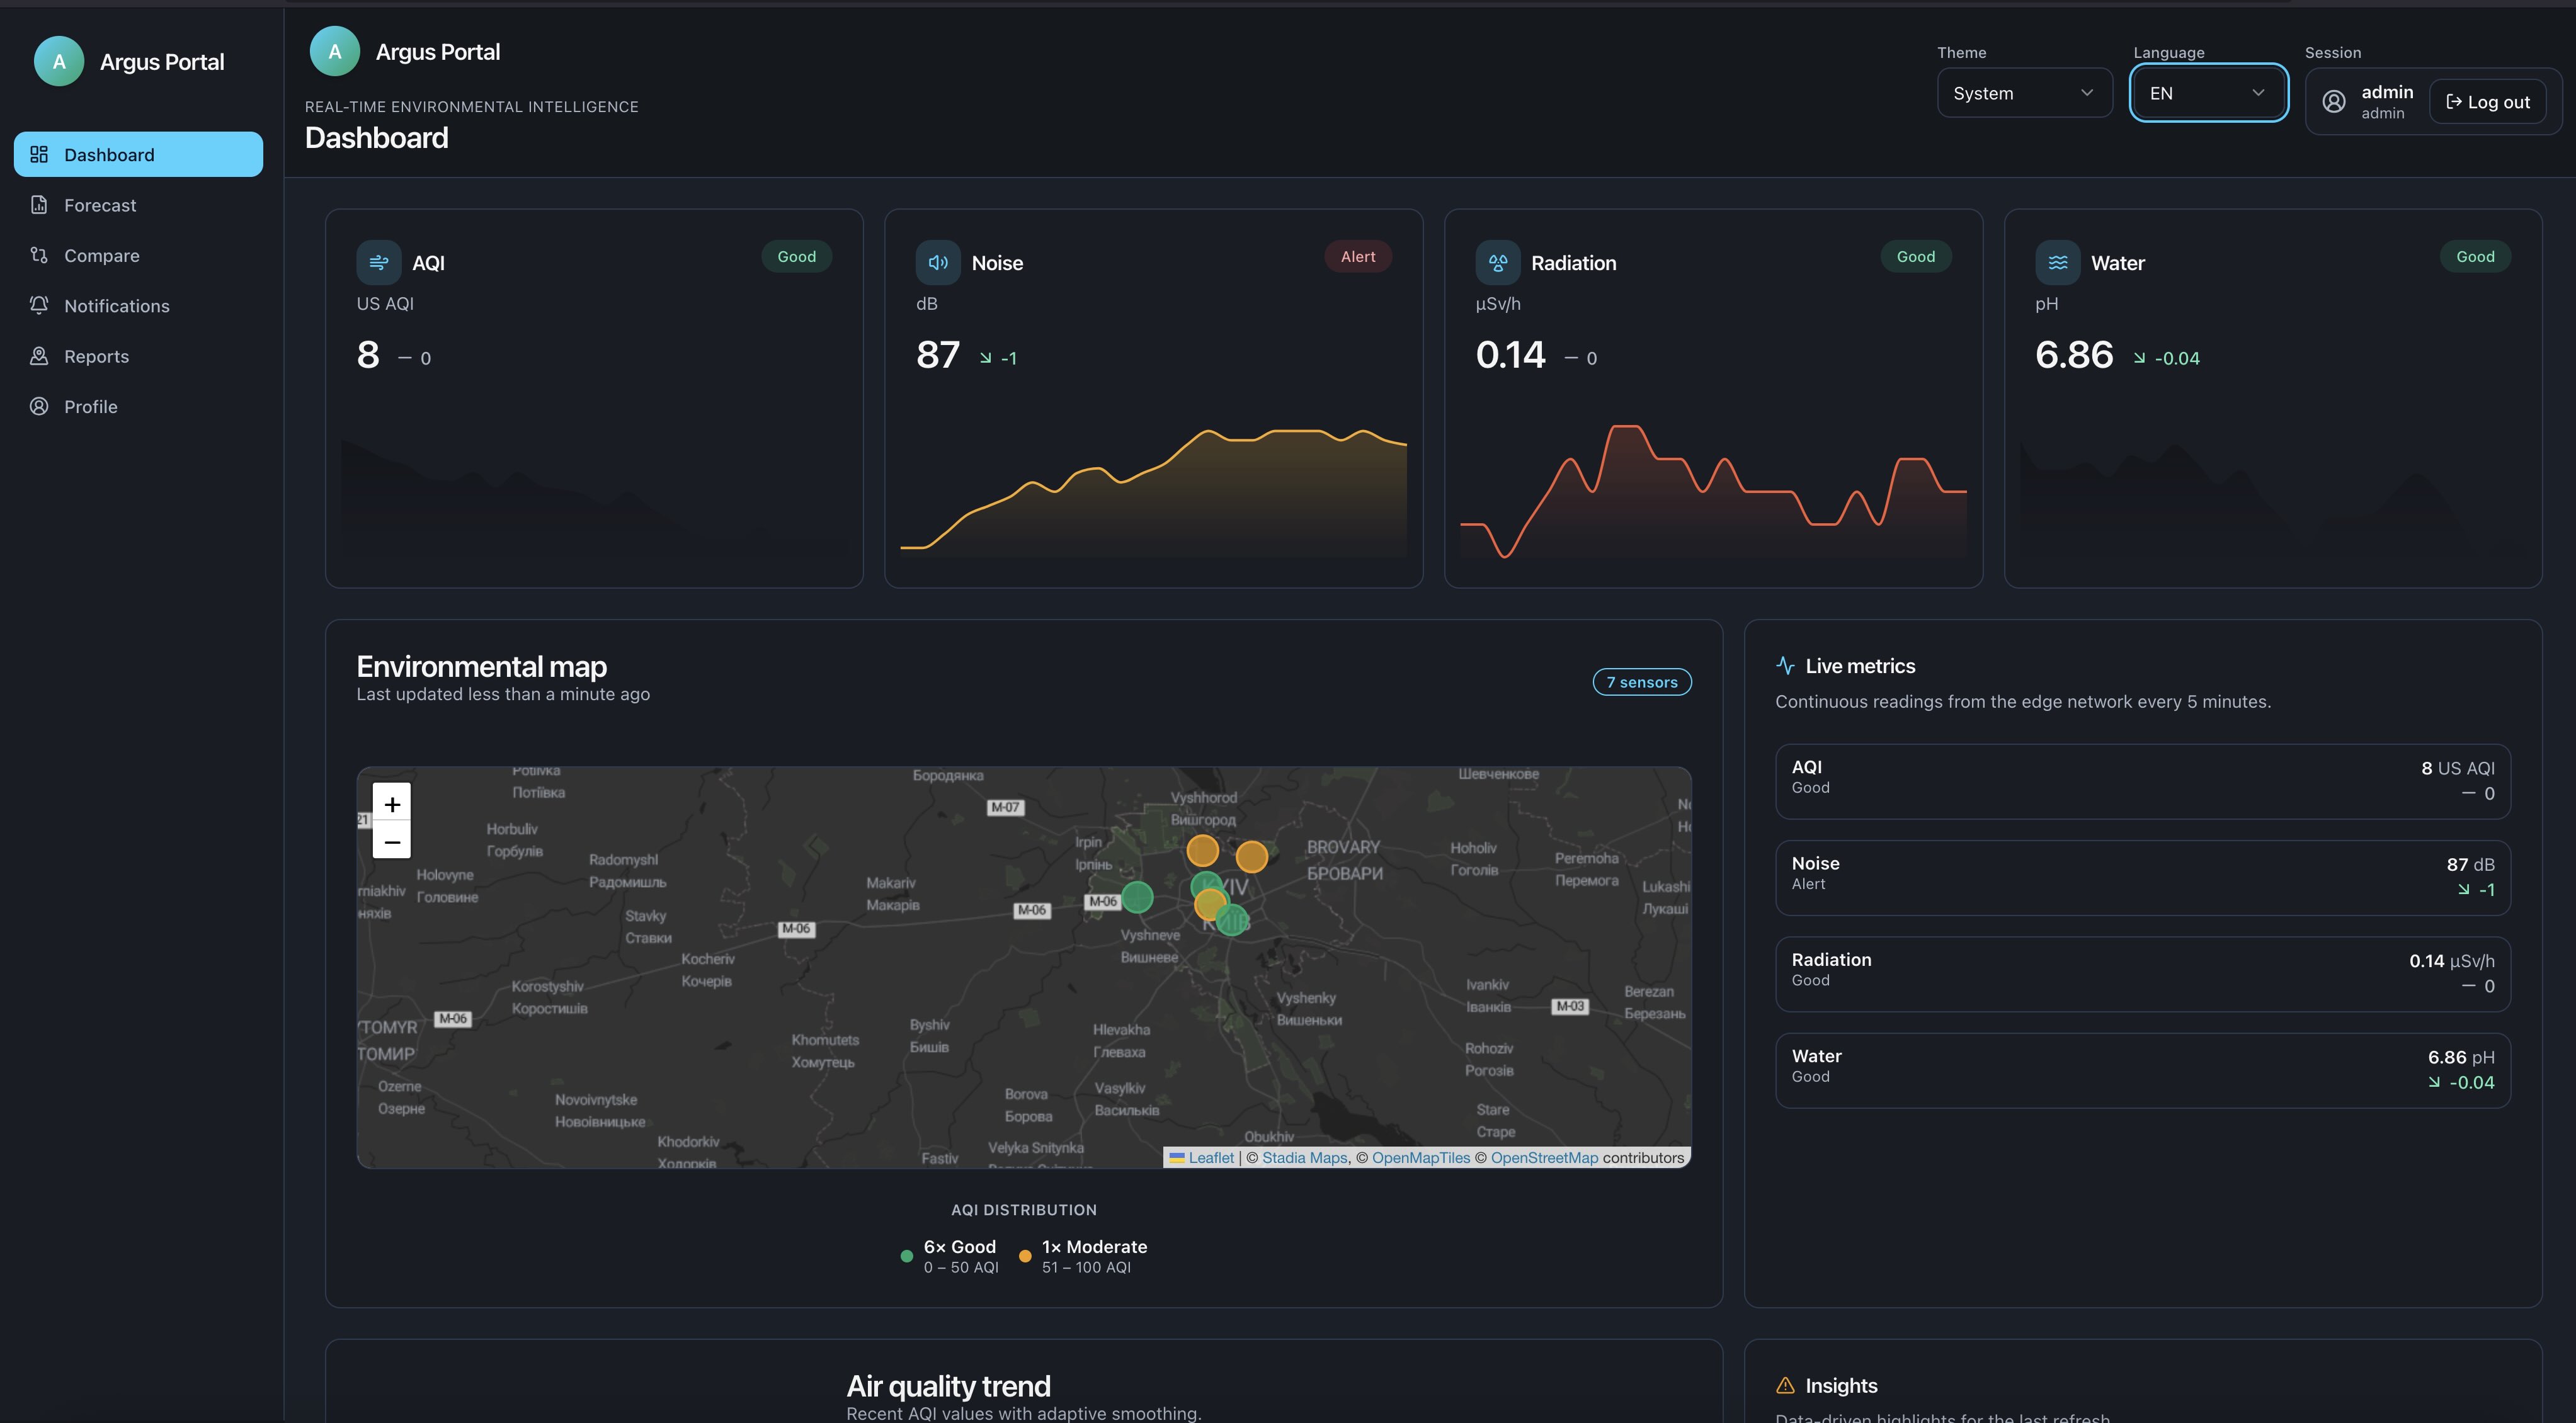 A Argus Portal
Dashboard
Forecast
Compare
Notifications
Reports
Profile
A Argus Portal
REAL-TIME ENVIRONMENTAL INTELLIGENCE
Dashboard
Theme
System
Language
EN
Session
admin
admin
Log out
AQI
Good
US AQI
8 — 0
Noise
Alert
dB
87 -1
Radiation
Good
µSv/h
0.14 — 0
Water
Good
pH
6.86 -0.04
Environmental map
Last updated less than a minute ago
7 sensors
+
−
Potiivka
Потіївка
Бородянка
Шевченкове
M-07
Vyshhorod
Вишгород
21
Horbuliv
Горбулів
Radomyshl
Радомишль
Irpin
Ірпінь
BROVARY
БРОВАРИ
Hoholiv
Гоголів
Peremoha
Перемога
Holovyne
Головине
Makariv
Макарів
M-06
M-06
KYIV
КИЇВ
Lukashi
Лукаші
Stavky
Ставки
M-06
Vyshneve
Вишневе
Kocheriv
Кочерів
Korostyshiv
Коростишів
M-06
Vyshenky
Вишеньки
Ivankiv
Іванків
M-03
Berezan
Березань
TOMYR
ТОМИР
Khomutets
Хомутець
Byshiv
Бишів
Hlevakha
Глеваха
Rohoziv
Рогозів
Ozerne
Озерне
Novoivnytske
Новоівницьке
Borova
Борова
Vasylkiv
Васильків
Stare
Старе
Khodorkiv
Ходорків
Fastiv
Velyka Snitynka
Obukhiv
Leaflet | © Stadia Maps, © OpenMapTiles © OpenStreetMap contributors
AQI DISTRIBUTION
6× Good
0 – 50 AQI
1× Moderate
51 – 100 AQI
Live metrics
Continuous readings from the edge network every 5 minutes.
AQI
Good
8 US AQI
— 0
Noise
Alert
87 dB
-1
Radiation
Good
0.14 µSv/h
— 0
Water
Good
6.86 pH
-0.04
Air quality trend
Recent AQI values with adaptive smoothing.
Insights
Data-driven highlights for the last refresh